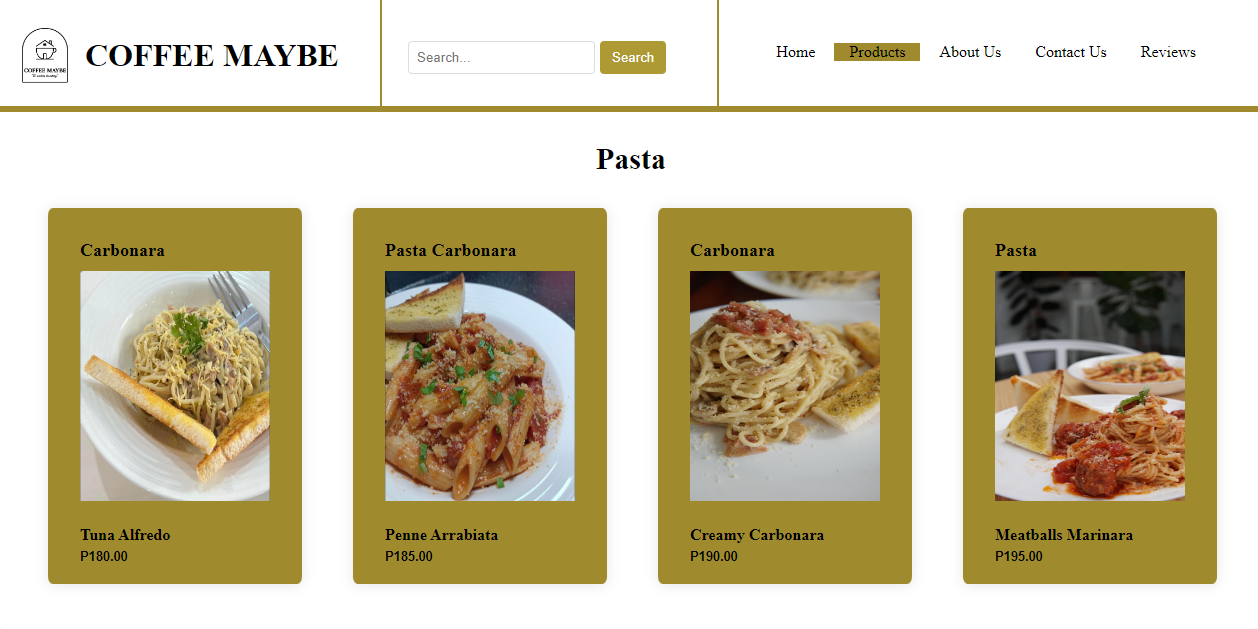 COFFEE MAYBE
COFFEE MAYBE
Search...
Search
Home
Products
About Us
Contact Us
Reviews
Pasta
Carbonara
Pasta Carbonara
Carbonara
Pasta
Tuna Alfredo
P180.00
Penne Arrabiata
P185.00
Creamy Carbonara
P190.00
Meatballs Marinara
P195.00